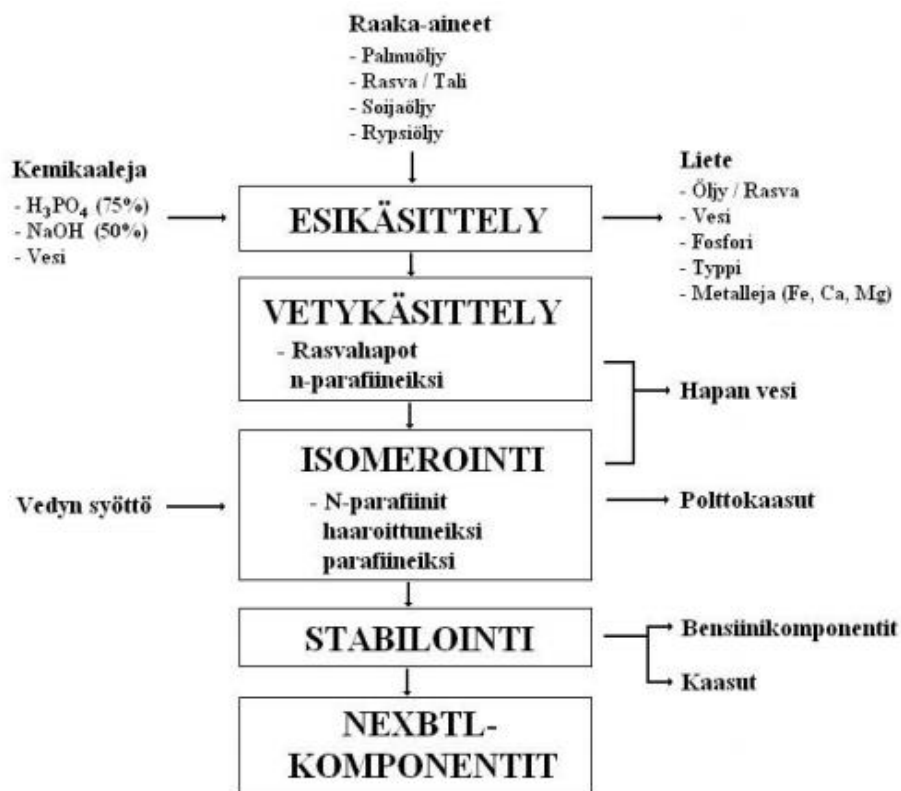 Raaka-aineet
- Palmuöljy
- Rasva / Tali
- Soijaöljy
- Rypsiöljy
Kemikaaleja
- H₃PO₄ (75%)
- NaOH (50%)
- Vesi
ESIKÄSITTELY
Liete
- Öljy / Rasva
- Vesi
- Fosfori
- Typpi
- Metalleja (Fe, Ca, Mg)
VETYKÄSITTELY
- Rasvahapot
n-parafiineiksi
Hapan vesi
ISOMEROINTI
- N-parafiinit
haaroittuneiksi
parafiineiksi
Vedyn syöttö
Polttokaasut
STABILOINTI
Bensiinikomponentit
Kaasut
NEXBTL-
KOMPONENTIT